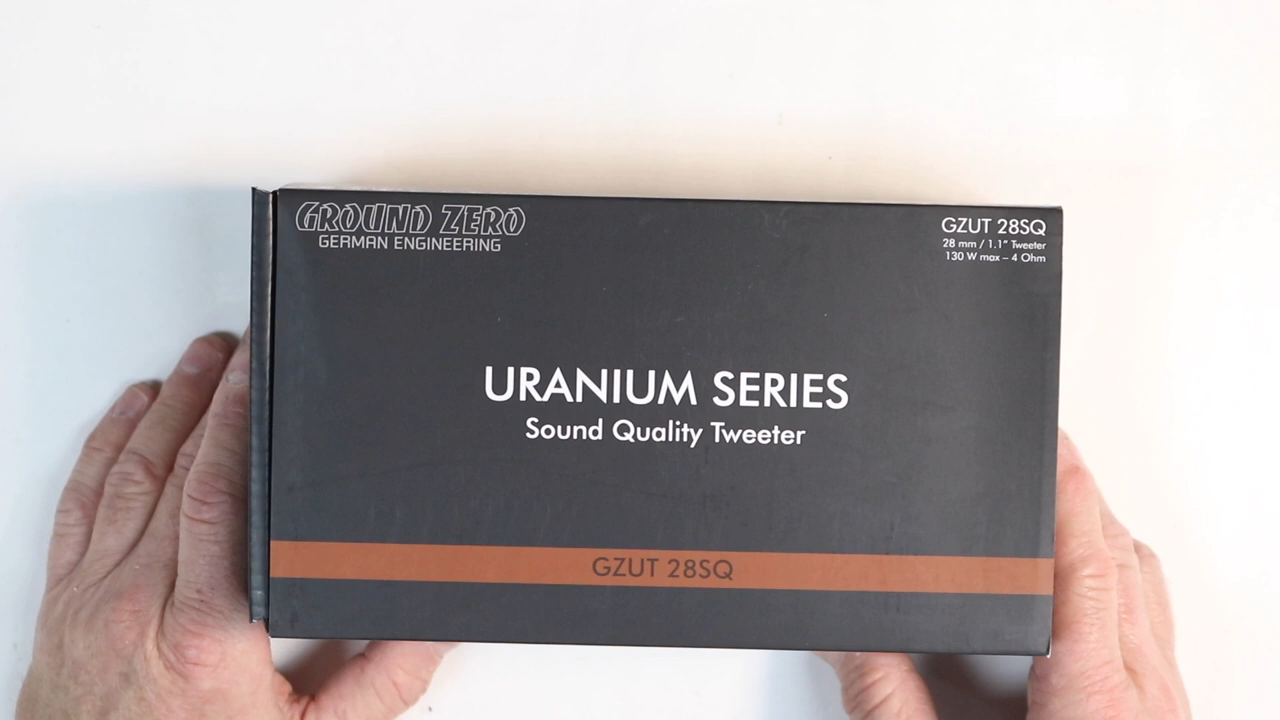 GROUND ZERO
GERMAN ENGINEERING
GZUT 28SQ
28 mm / 1.1" Tweeter
130 W max – 4 Ohm
URANIUM SERIES
Sound Quality Tweeter
GZUT 28SQ